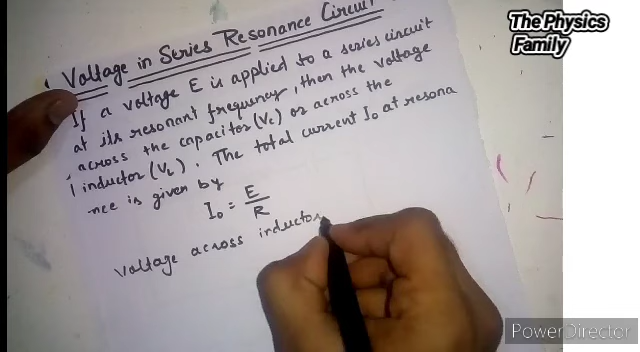 Voltage in Series Resonance Circuit
If a voltage E is applied to a series circuit
at its resonant frequency, then the voltage
across the capacitor (Vc) or across the
inductor (VL). The total current Io at resona
nce is given by
Io = E/R
Voltage across inductor
The Physics
Family
PowerDirector